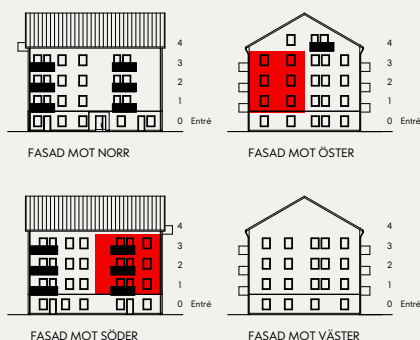 4
3
2
1
0 Entré
FASAD MOT NORR
4
3
2
1
0 Entré
FASAD MOT ÖSTER
4
3
2
1
0 Entré
FASAD MOT SÖDER
4
3
2
1
0 Entré
FASAD MOT VÄSTER